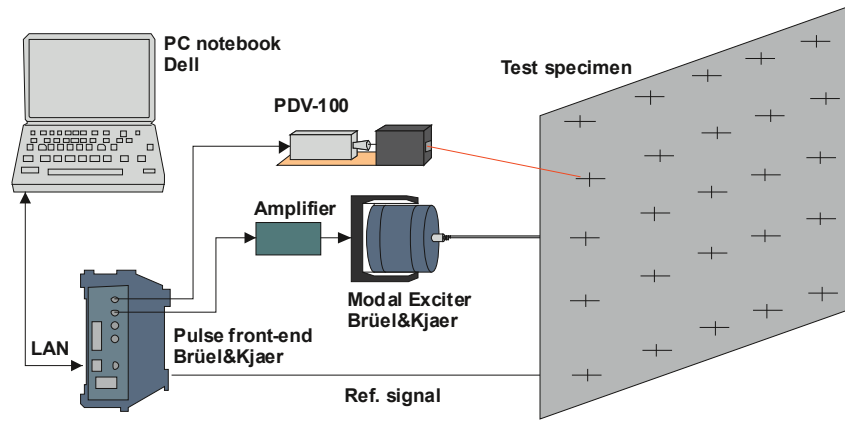 PC notebook
Dell
Test specimen
PDV-100
Amplifier
Modal Exciter
Brüel&Kjaer
Pulse front-end
Brüel&Kjaer
LAN
Ref. signal